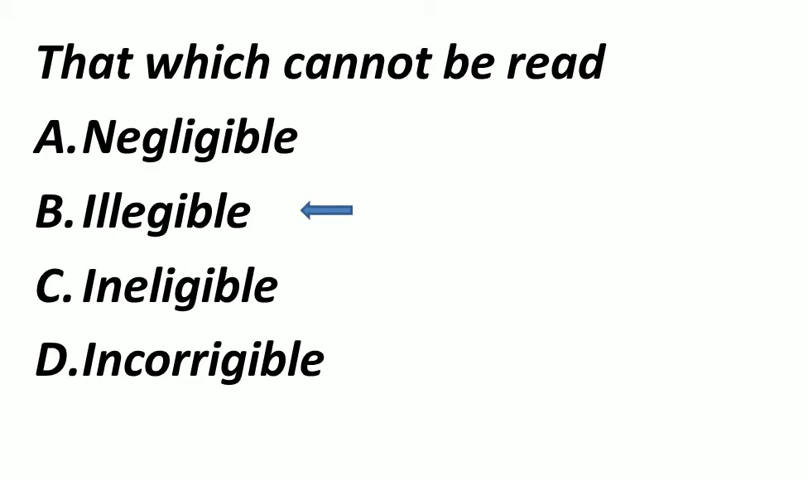 That which cannot be read
A.Negligible
B.Illegible
C. Ineligible
D.Incorrigible